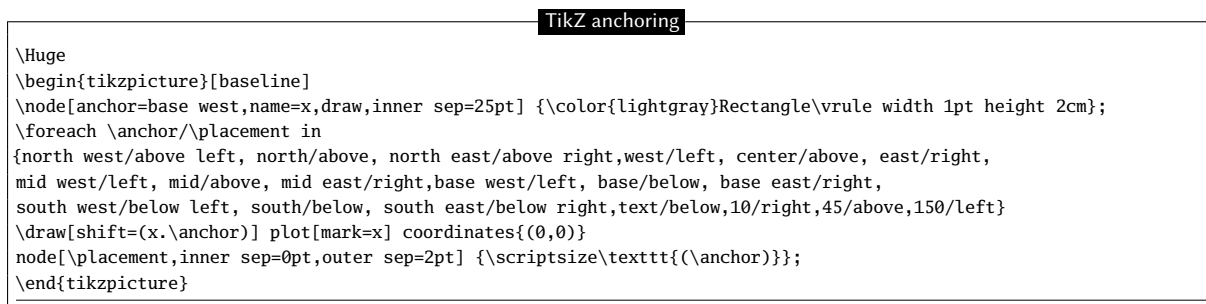 TikZ anchoring
\Huge
\begin{tikzpicture}[baseline]
\node[anchor=base west,name=x,draw,inner sep=25pt] {\color{lightgray}Rectangle\vrule width 1pt height 2cm};
\foreach \anchor/\placement in
{north west/above left, north/above, north east/above right,west/left, center/above, east/right,
mid west/left, mid/above, mid east/right,base west/left, base/below, base east/right,
south west/below left, south/below, south east/below right,text/below,10/right,45/above,150/left}
\draw[shift=(x.\anchor)] plot[mark=x] coordinates{(0,0)}
node[\placement,inner sep=0pt,outer sep=2pt] {\scriptsize\texttt{(\anchor)}};
\end{tikzpicture}